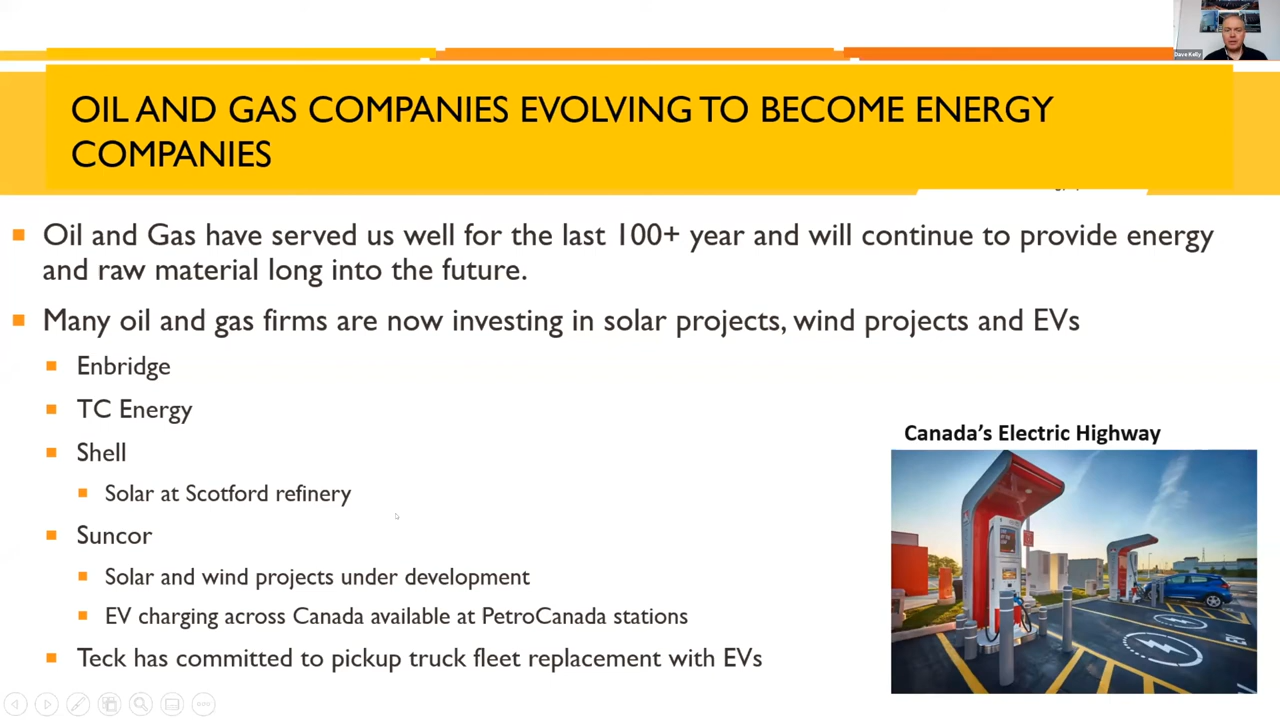 Dave Kelly
OIL AND GAS COMPANIES EVOLVING TO BECOME ENERGY
COMPANIES
Oil and Gas have served us well for the last 100+ year and will continue to provide energy
and raw material long into the future.
Many oil and gas firms are now investing in solar projects, wind projects and EVs
Enbridge
TC Energy
Shell
Solar at Scotford refinery
Suncor
Solar and wind projects under development
EV charging across Canada available at PetroCanada stations
Teck has committed to pickup truck fleet replacement with EVs
Canada's Electric Highway
EV